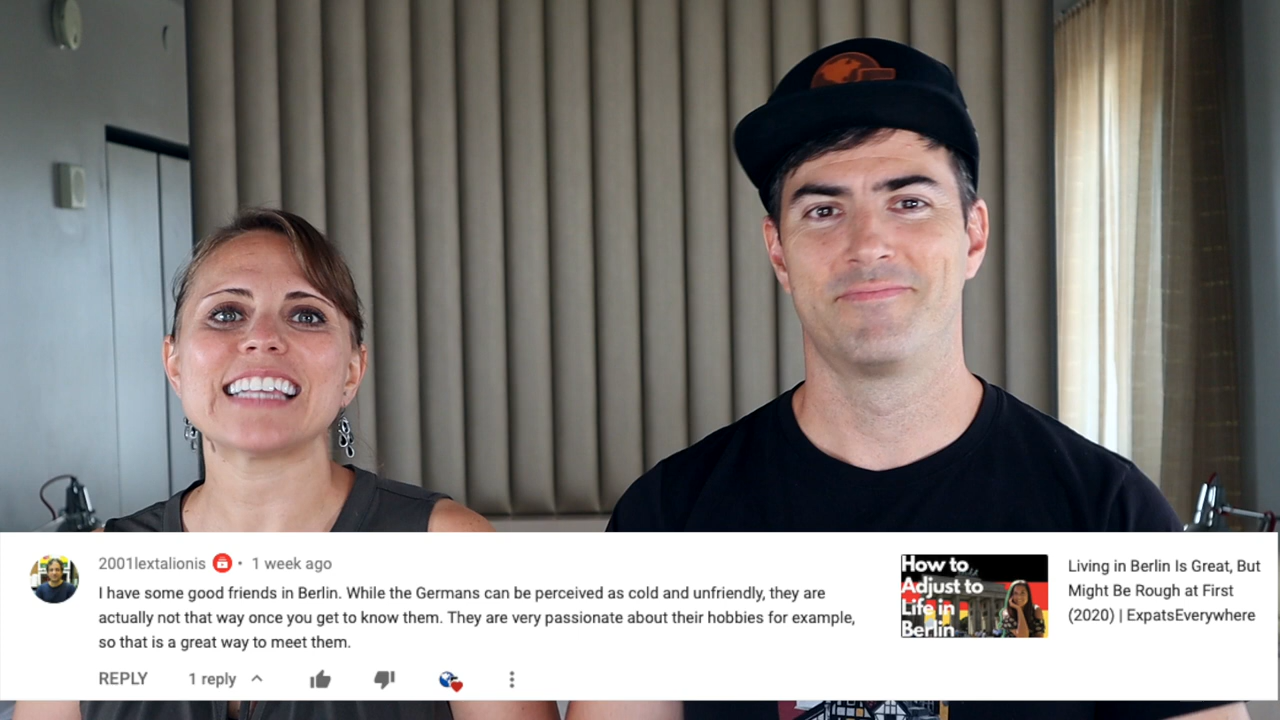 2001lextalionis • 1 week ago
I have some good friends in Berlin. While the Germans can be perceived as cold and unfriendly, they are
actually not that way once you get to know them. They are very passionate about their hobbies for example,
so that is a great way to meet them.
REPLY 1 reply
How to
Adjust to
Life in
Berlin
Living in Berlin Is Great, But
Might Be Rough at First
(2020) | ExpatsEverywhere